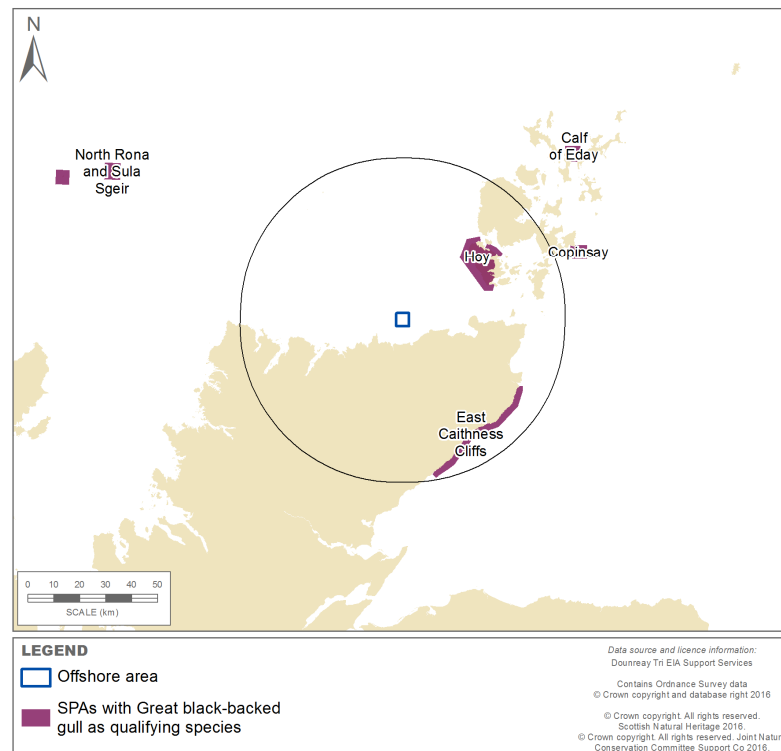 N
North Rona
and Sula
Sgeir
Calf
of Eday
Hoy
Copinsay
East
Caithness
Cliffs
0 10 20 30 40 50
SCALE (km)
LEGEND
Offshore area
SPAs with Great black-backed
gull as qualifying species
Data source and licence information:
Dounreay Tri EIA Support Services
Contains Ordnance Survey data
© Crown copyright and database right 2016
© Crown copyright. All rights reserved.
Scottish Natural Heritage 2016.
© Crown copyright. All rights reserved. Joint Natur
Conservation Committee Support Co 2016.